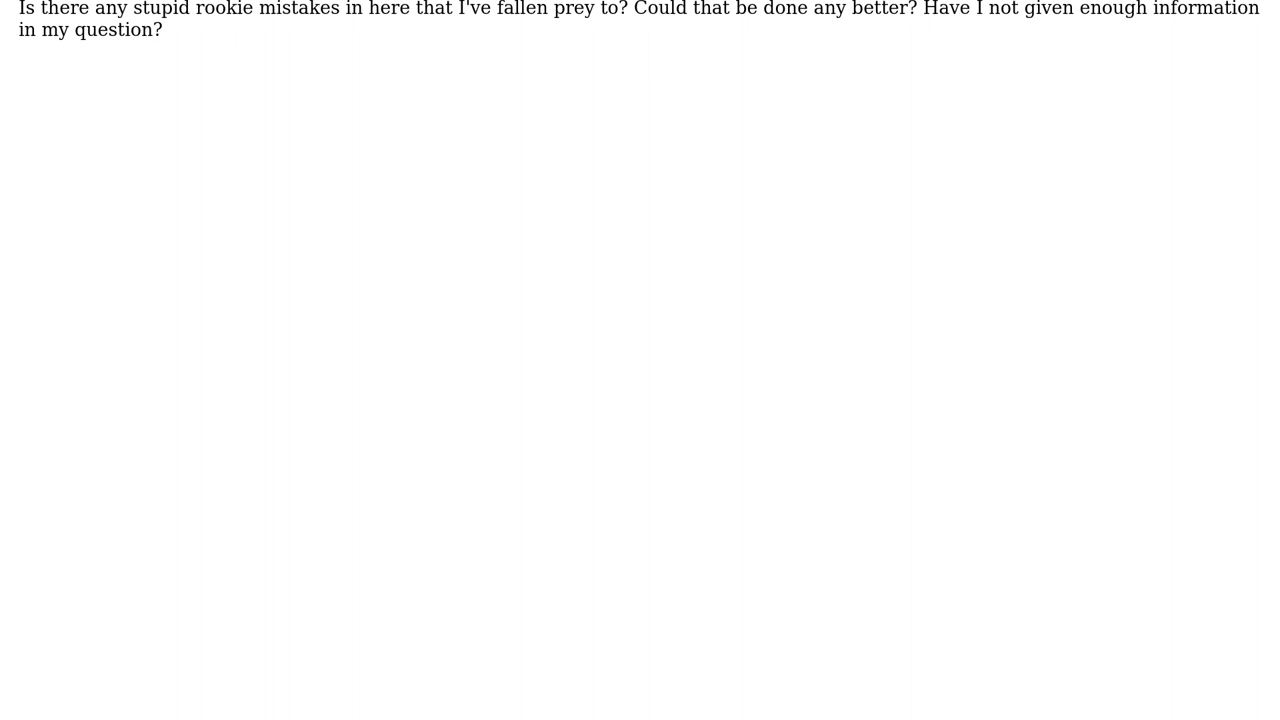 Is there any stupid rookie mistakes in here that I've fallen prey to? Could that be done any better? Have I not given enough information
in my question?